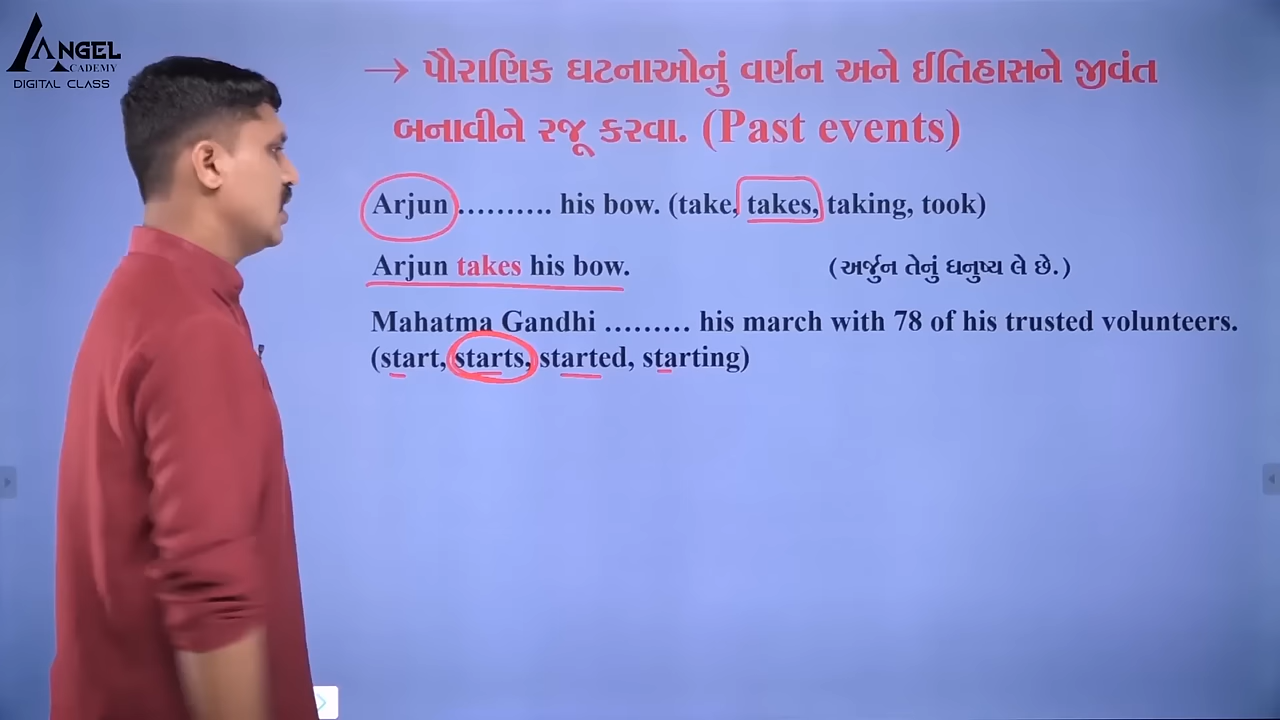 ANGEL
ACADEMY
DIGITAL CLASS
→ પૌરાણિક ઘટનાઓનું વર્ણન અને ઈતિહાસને જીવંત
બનાવીને રજૂ કરવા. (Past events)
Arjun .......... his bow. (take, takes, taking, took)
Arjun takes his bow. (અર્જુન તેનું ધનુષ્ય લે છે.)
Mahatma Gandhi ......... his march with 78 of his trusted volunteers.
(start, starts, started, starting)